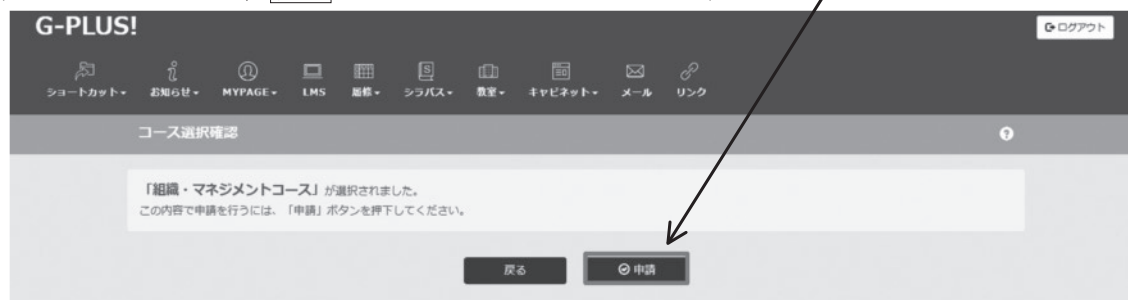 G-PLUS!
ログアウト
ショートカット お知らせ MYPAGE LMS 履修 シラバス 教室 キャビネット メール リンク
コース選択確認
「組織・マネジメントコース」が選択されました。
この内容で申請を行うには、「申請」ボタンを押下してください。
戻る 申請